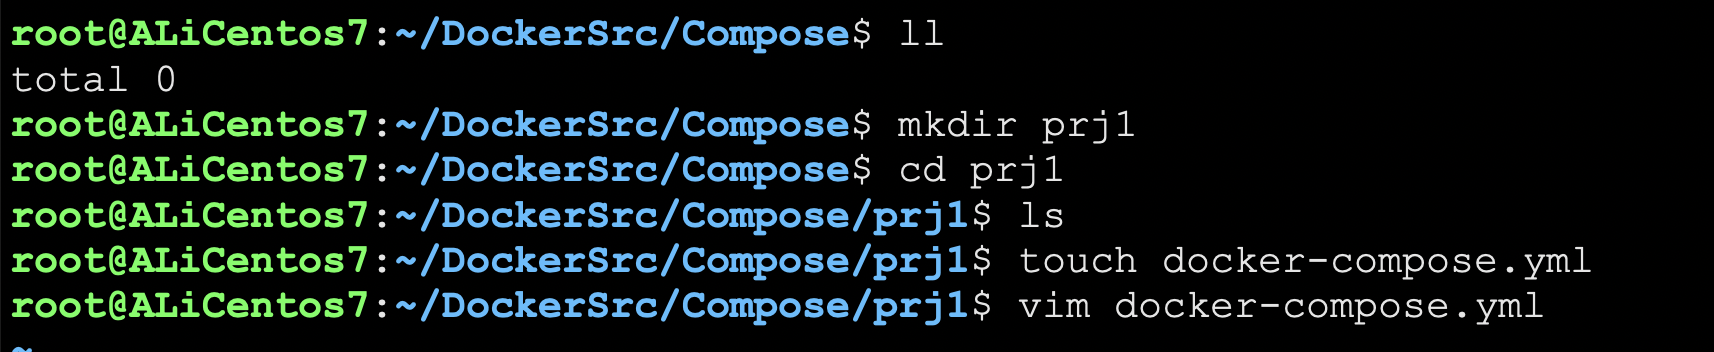 root@ALiCentos7:~/DockerSrc/Compose$ ll
total 0
root@ALiCentos7:~/DockerSrc/Compose$ mkdir prj1
root@ALiCentos7:~/DockerSrc/Compose$ cd prj1
root@ALiCentos7:~/DockerSrc/Compose/prj1$ ls
root@ALiCentos7:~/DockerSrc/Compose/prj1$ touch docker-compose.yml
root@ALiCentos7:~/DockerSrc/Compose/prj1$ vim docker-compose.yml
~